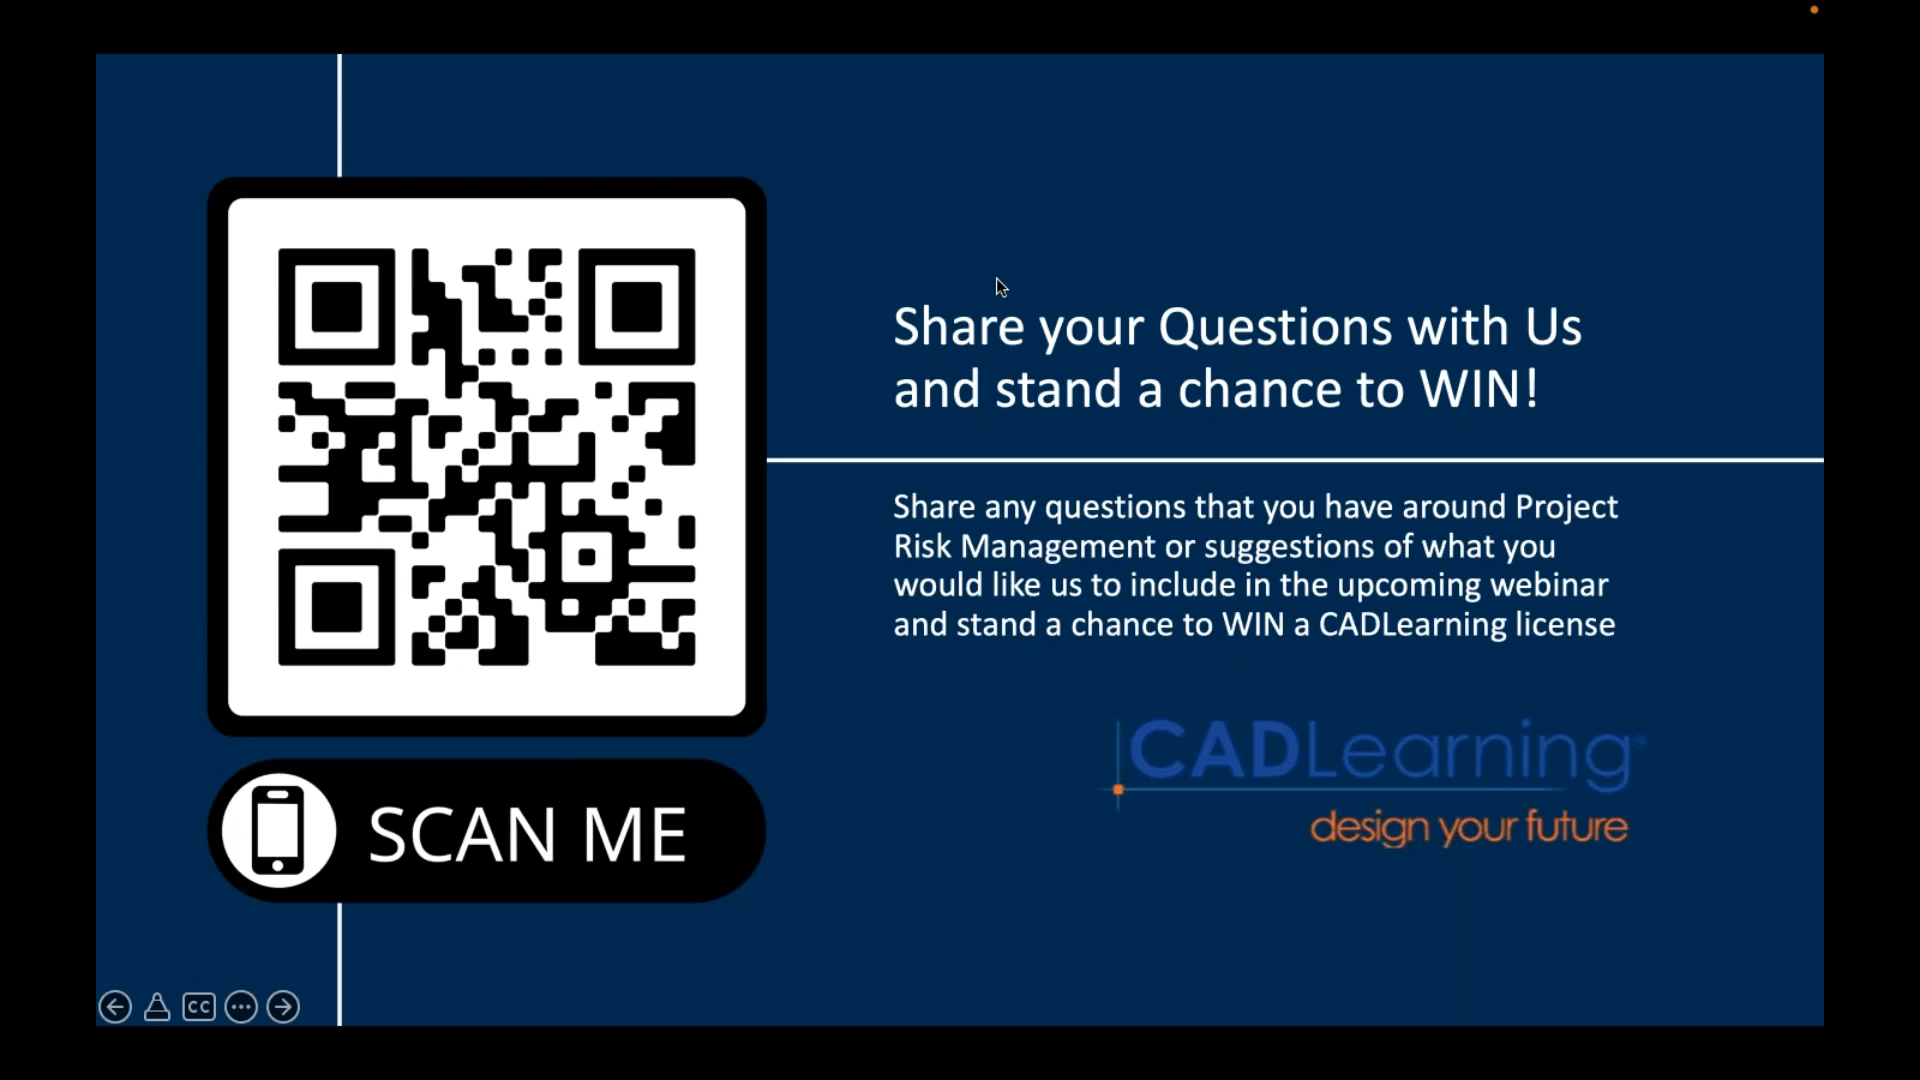 Share your Questions with Us
and stand a chance to WIN!
Share any questions that you have around Project
Risk Management or suggestions of what you
would like us to include in the upcoming webinar
and stand a chance to WIN a CADLearning license
CADLearning®
design your future
SCAN ME
CC